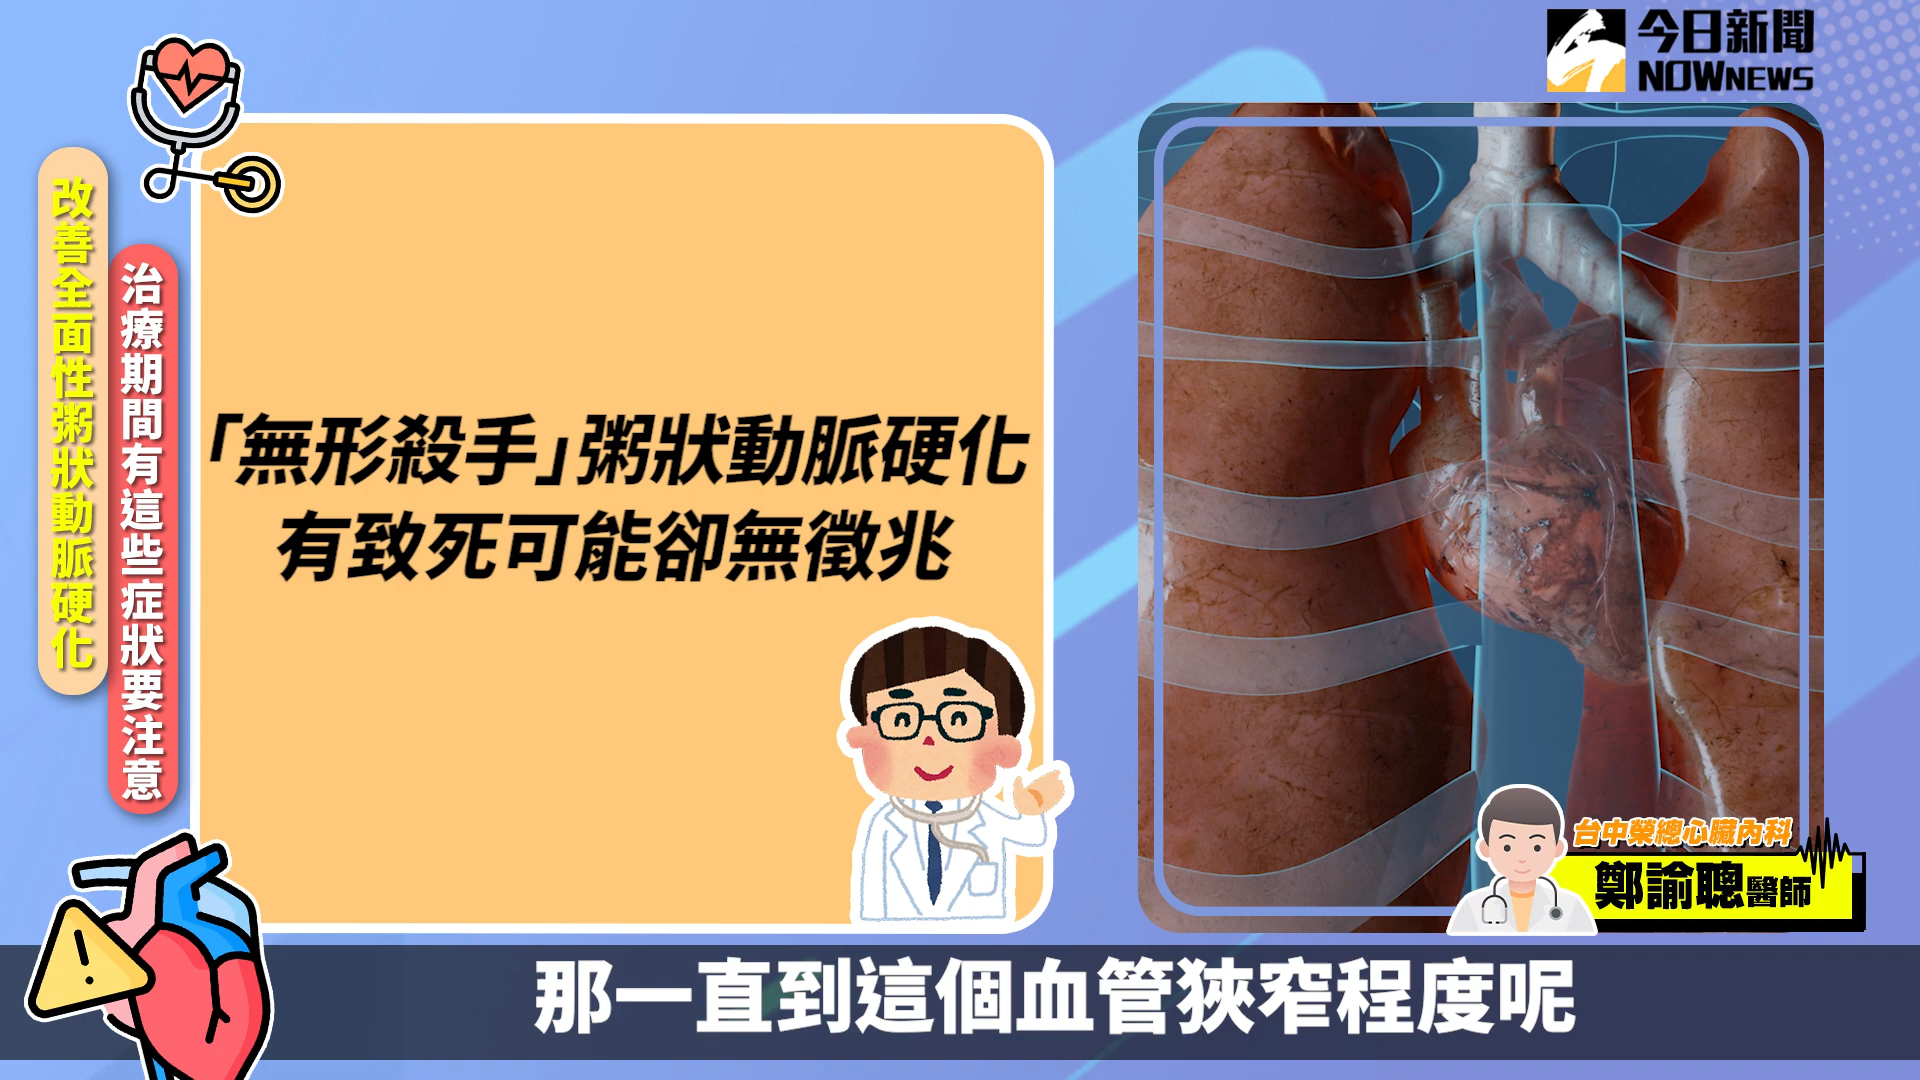 今日新聞
NOWNEWS
改善全面性粥狀動脈硬化
治療期間有這些症狀要注意
「無形殺手」粥狀動脈硬化
有致死可能卻無徵兆
台中榮總心臟內科
鄭諭聰醫師
那一直到這個血管狹窄程度呢